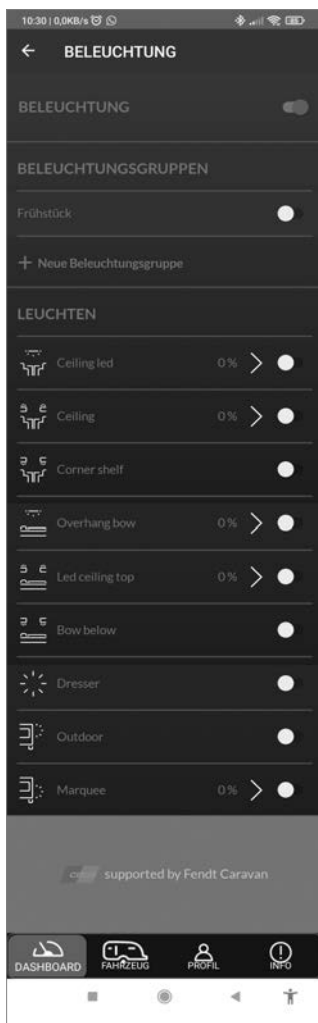 10:30 | 0,0KB/s
BELEUCHTUNG
BELEUCHTUNG
BELEUCHTUNGSGRUPPEN
Frühstück
+ Neue Beleuchtungsgruppe
LEUCHTEN
Ceiling led 0 %
Ceiling 0 %
Corner shelf
Overhang bow 0 %
Led ceiling top 0 %
Bow below
Dresser
Outdoor
Marquee 0 %
supported by Fendt Caravan
DASHBOARD FAHRZEUG PROFIL INFO